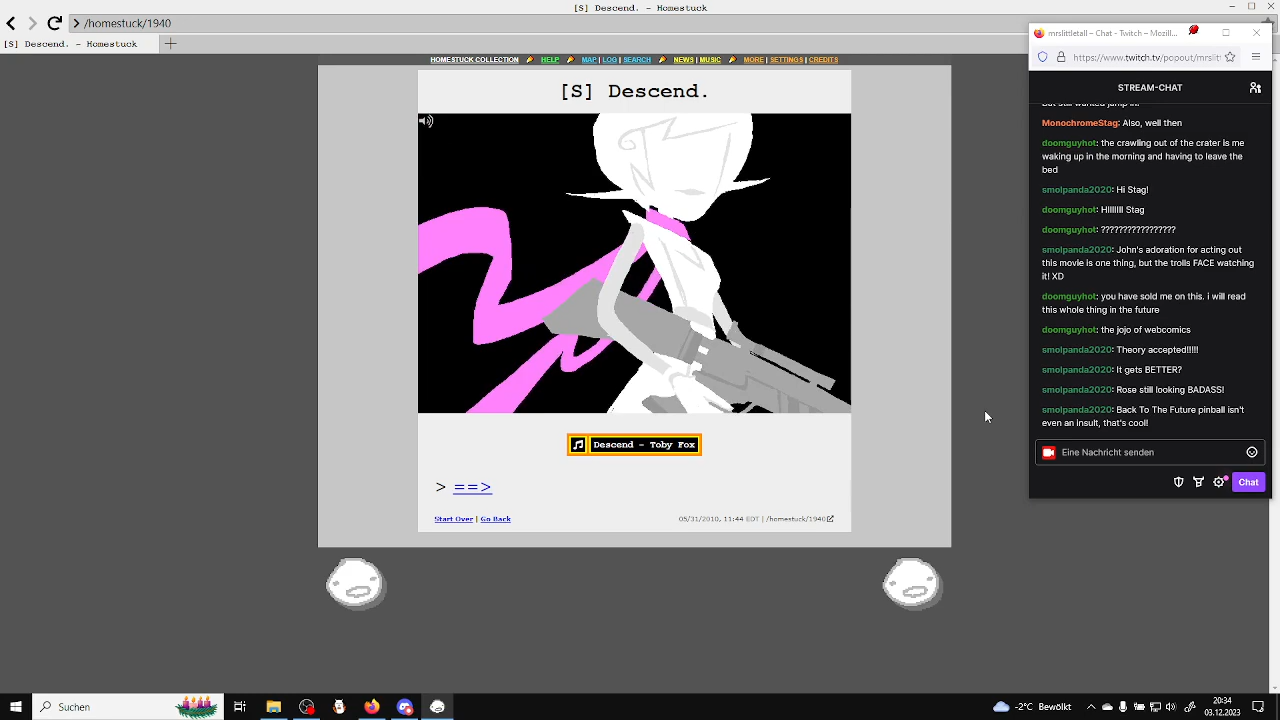 [S] Descend. - Homestuck
> /homestuck/1940
[S] Descend. - Homestuck
HOMESTUCK COLLECTION HELP MAP | LOG | SEARCH NEWS | MUSIC MORE | SETTINGS | CREDITS
[S] Descend.
Descend - Toby Fox
> ==>
Start Over | Go Back
05/31/2010, 11:44 EDT | /homestuck/1940
mrslittletall – Chat - Twitch – Mozill...
https://www.twitch.tv/popout/mrslitt
STREAM-CHAT
But still wanted jump in!
MonochromeStag: Also, well then
doomguyhot: the crawling out of the crater is me
waking up in the morning and having to leave the
bed
smolpanda2020: Hi Stag!
doomguyhot: HIIIIIII Stag
doomguyhot: ????????????????
smolpanda2020: John's adoration for acting out
this movie is one thing, but the trolls FACE watching
it! XD
doomguyhot: you have sold me on this. i will read
this whole thing in the future
doomguyhot: the jojo of webcomics
smolpanda2020: Theory accepted!!!!!
smolpanda2020: It gets BETTER?
smolpanda2020: Rose still looking BADASS!
smolpanda2020: Back To The Future pinball isn't
even an insult, that's cool!
Eine Nachricht senden
Chat
Suchen
-2°C Bewölkt
20:34
03.12.2023